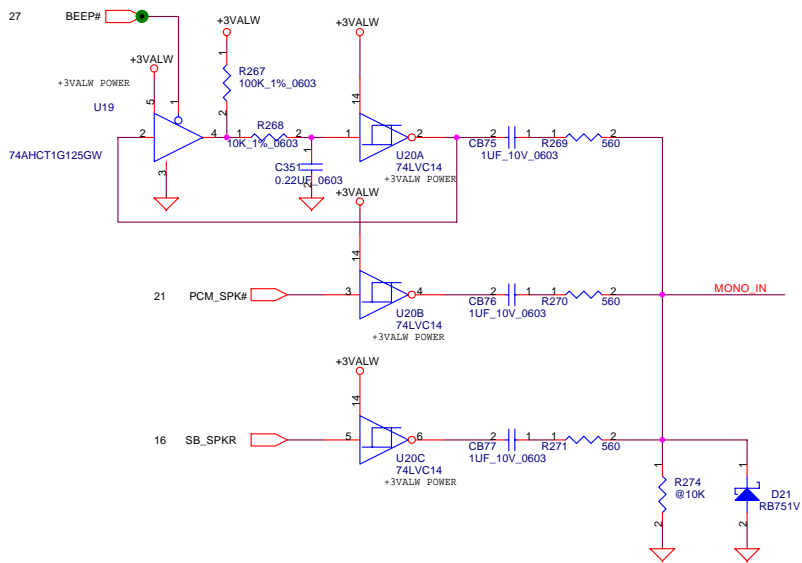 27 BEEP#
+3VALW
+3VALW
+3VALW
+3VALW POWER
5
1
U19
2
4
3
74AHCT1G125GW
1
R267
100K_1%_0603
2
1
R268
2
10K_1%_0603
1
C351
0.22UF_0603
2
14
1
2
U20A
74LVC14
+3VALW POWER
2
1
CB75
1UF_10V_0603
1
R269
2
560
+3VALW
14
21 PCM_SPK#
3
4
U20B
74LVC14
+3VALW POWER
2
1
CB76
1UF_10V_0603
1
R270
2
560
MONO_IN
+3VALW
14
16 SB_SPKR
5
6
U20C
74LVC14
+3VALW POWER
2
1
CB77
1UF_10V_0603
1
R271
2
560
1
R274
@10K
2
1
D21
RB751V
2